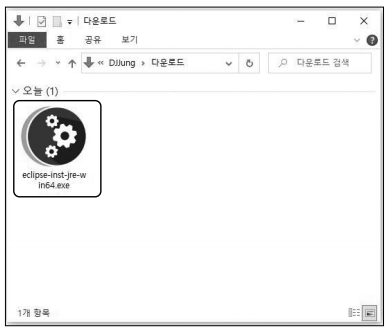 다운로드
파일 홈 공유 보기
« DJJung › 다운로드
다운로드 검색
오늘 (1)
eclipse-inst-jre-w
in64.exe
1개 항목